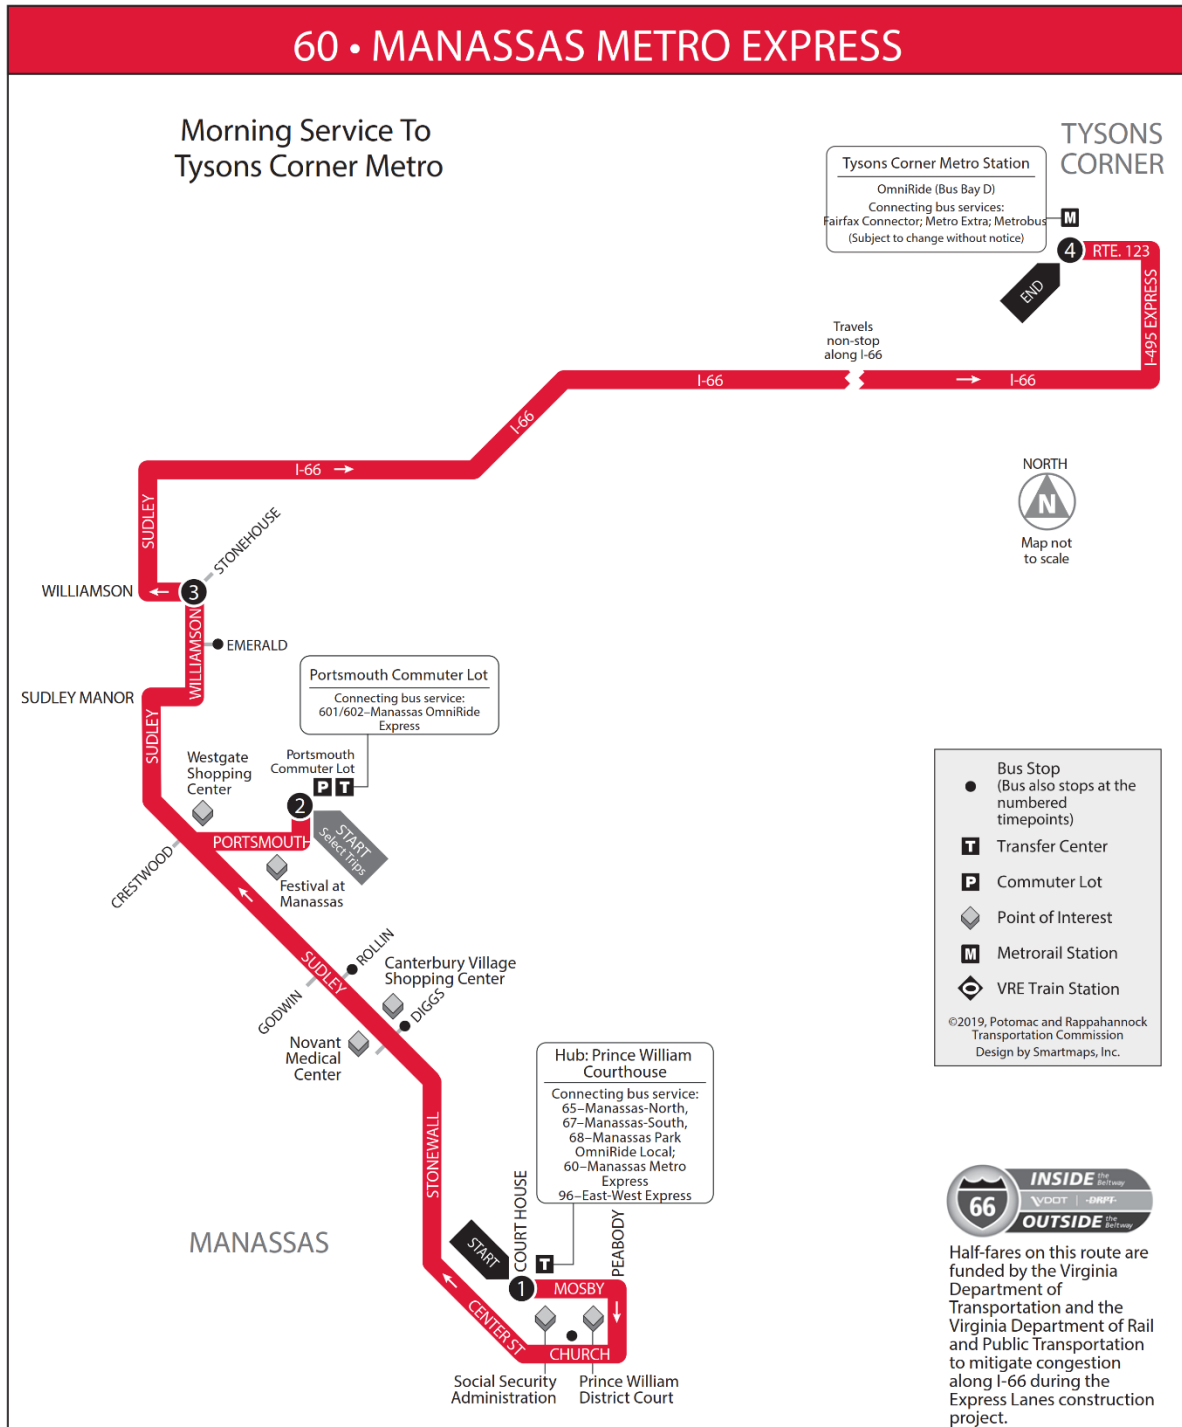 60 • MANASSAS METRO EXPRESS
Morning Service To
Tysons Corner Metro
TYSONS
CORNER
Tysons Corner Metro Station
OmniRide (Bus Bay D)
Connecting bus services:
Fairfax Connector; Metro Extra; Metrobus
(Subject to change without notice)
M
4
RTE. 123
END
I-495 EXPRESS
Travels
non-stop
along I-66
I-66
I-66
I-66
I-66
NORTH
N
Map not
to scale
SUDLEY
STONEHOUSE
WILLIAMSON
3
WILLIAMSON
EMERALD
SUDLEY MANOR
SUDLEY
Portsmouth Commuter Lot
Connecting bus service:
601/602–Manassas OmniRide
Express
Westgate
Shopping
Center
Portsmouth
Commuter Lot
P T
2
START
Select Trips
PORTSMOUTH
CRESTWOOD
Festival at
Manassas
SUDLEY
ROLLIN
GODWIN
Canterbury Village
Shopping Center
DIGGS
Novant
Medical
Center
Bus Stop
(Bus also stops at the
numbered
timepoints)
T Transfer Center
P Commuter Lot
Point of Interest
M Metrorail Station
VRE Train Station
©2019, Potomac and Rappahannock
Transportation Commission
Design by Smartmaps, Inc.
Hub: Prince William
Courthouse
Connecting bus service:
65–Manassas-North,
67–Manassas-South,
68–Manassas Park
OmniRide Local;
60–Manassas Metro
Express
96–East-West Express
STONEWALL
MANASSAS
START
COURT HOUSE
T
PEABODY
1
MOSBY
CENTER ST
CHURCH
Social Security
Administration
Prince William
District Court
66
INSIDE the Beltway
VDOT | -DRPT-
OUTSIDE the Beltway
Half-fares on this route are
funded by the Virginia
Department of
Transportation and the
Virginia Department of Rail
and Public Transportation
to mitigate congestion
along I-66 during the
Express Lanes construction
project.